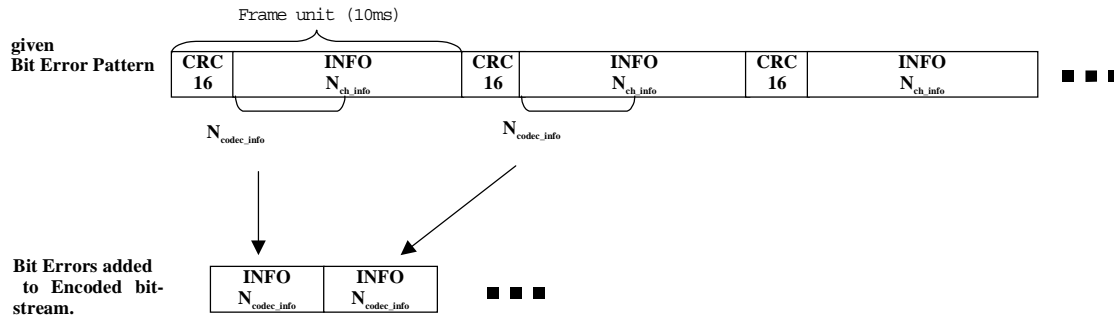 Frame unit (10ms)
given
Bit Error Pattern
CRC INFO CRC INFO CRC INFO
16 N_ch_info 16 N_ch_info 16 N_ch_info
N_codec_info N_codec_info
Bit Errors added
to Encoded bit-
stream.
INFO INFO
N_codec_info N_codec_info